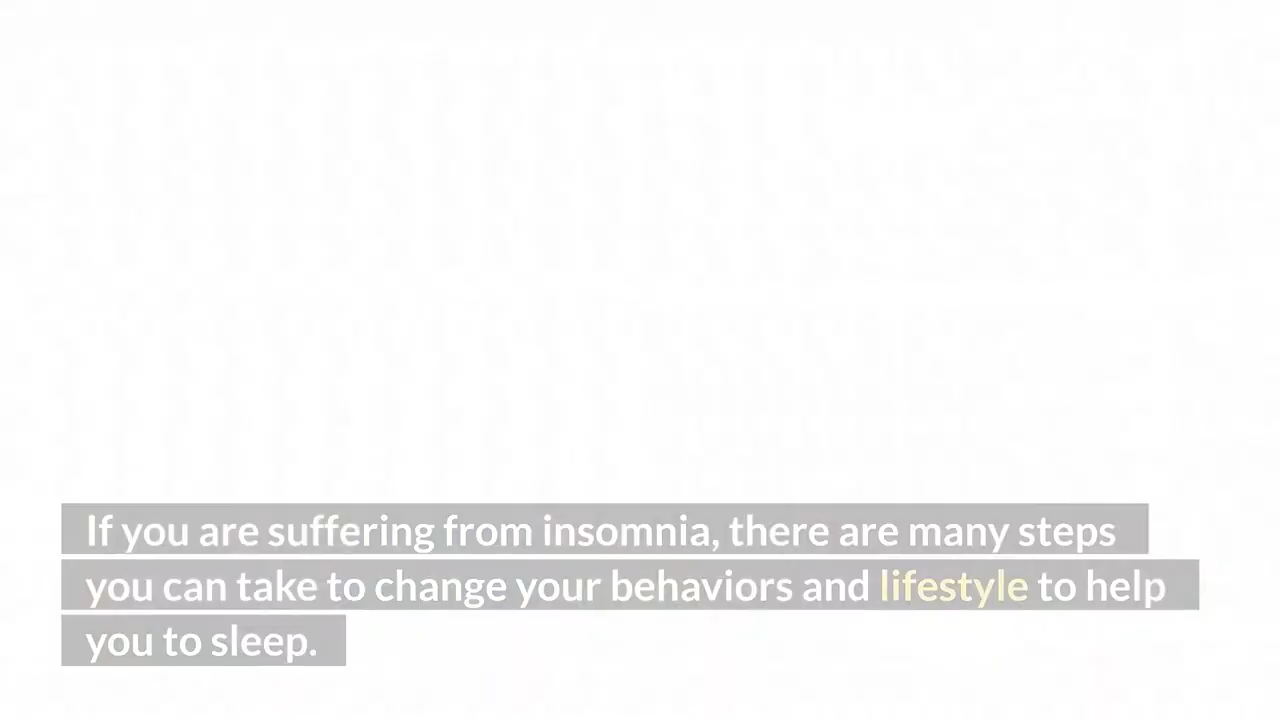 If you are suffering from insomnia, there are many steps
you can take to change your behaviors and lifestyle to help
you to sleep.